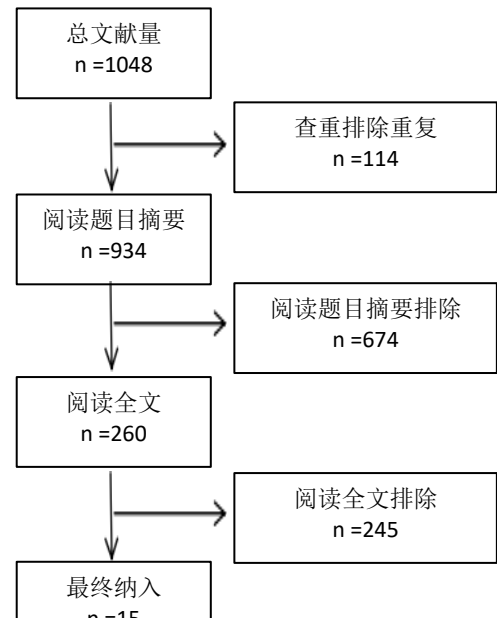 总文献量
n =1048
查重排除重复
n =114
阅读题目摘要
n =934
阅读题目摘要排除
n =674
阅读全文
n =260
阅读全文排除
n =245
最终纳入
n =15